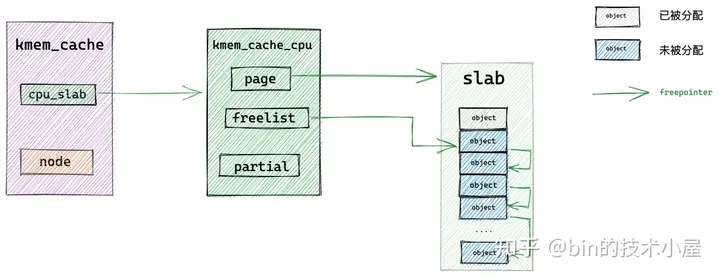 kmem_cache
cpu_slab
node
kmem_cache_cpu
page
freelist
partial
slab
object
object
object
object
object
....
object
object
已被分配
object
未被分配
freepointer
知乎 @bin的技术小屋